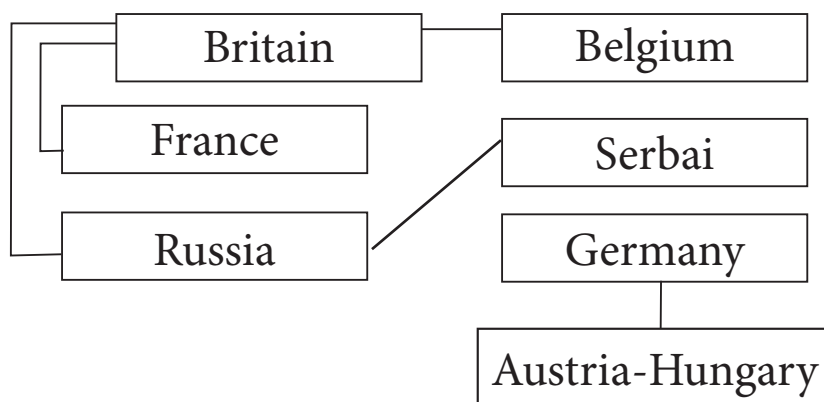 Britain
Belgium
France
Serbai
Russia
Germany
Austria-Hungary